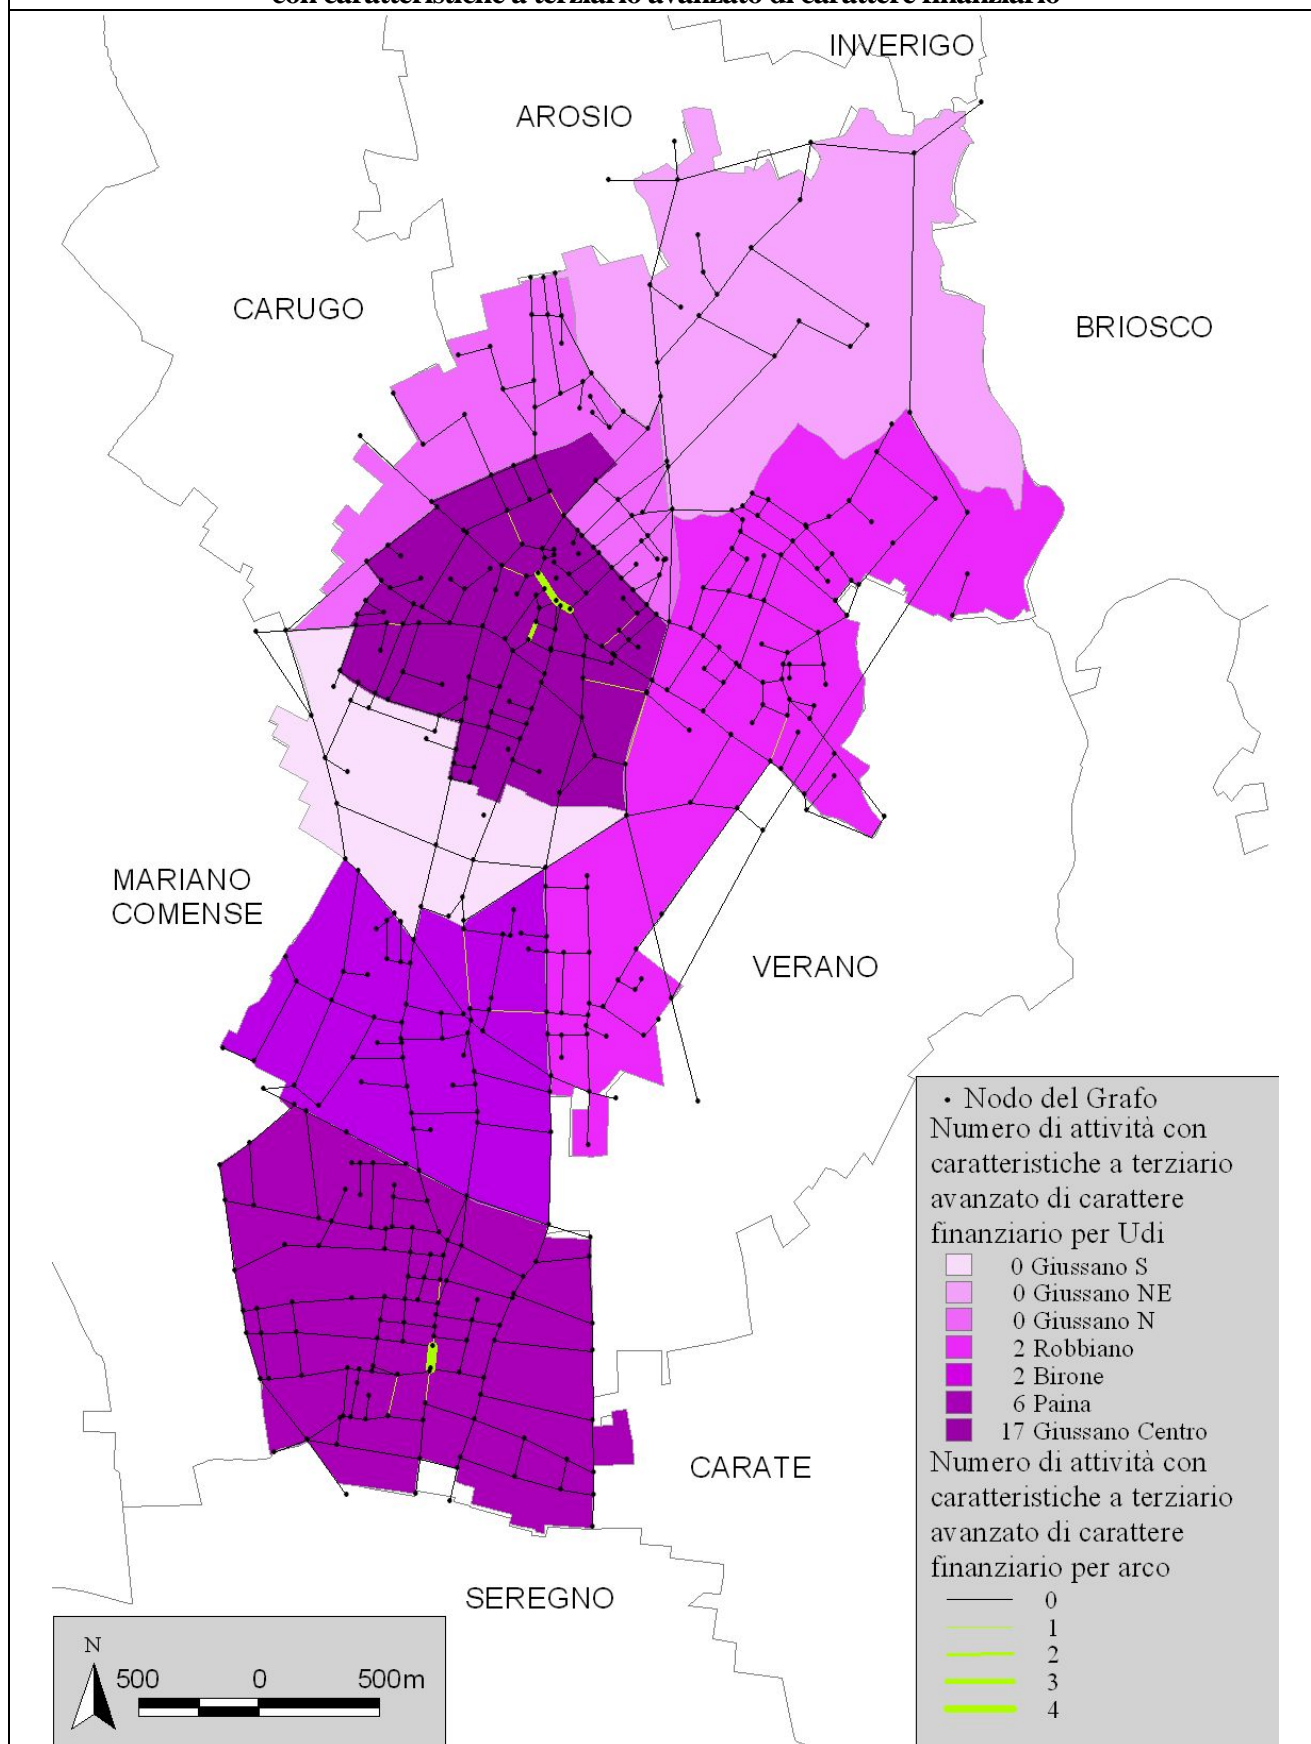 con caratteristiche a terziario avanzato di carattere finanziario
INVERIGO
AROSIO
CARUGO
BRIOSCO
MARIANO
COMENSE
VERANO
CARATE
SEREGNO
Nodo del Grafo
Numero di attività con
caratteristiche a terziario
avanzato di carattere
finanziario per Udi
0 Giussano S
0 Giussano NE
0 Giussano N
2 Robbiano
2 Birone
6 Paina
17 Giussano Centro
Numero di attività con
caratteristiche a terziario
avanzato di carattere
finanziario per arco
0
1
2
3
4
N
500 0 500m